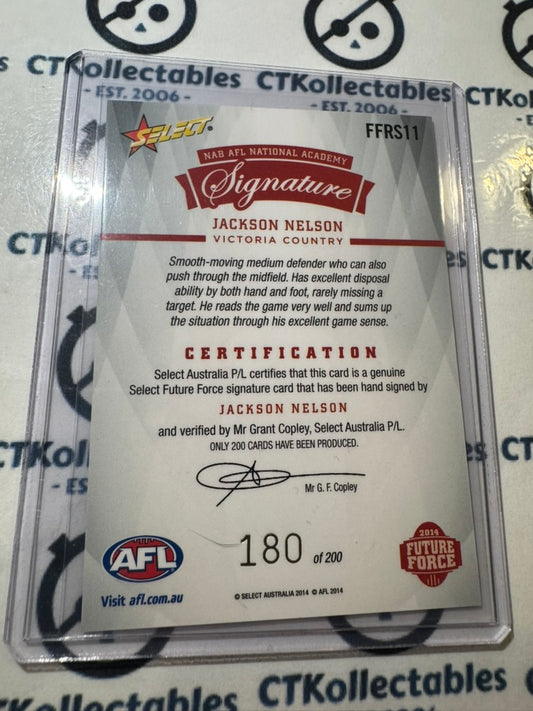 CTKollectables
- EST. 2006 -
CTKollectables
- EST. 2006 -
SELECT
FFRS11
NAB AFL NATIONAL ACADEMY
Signature
JACKSON NELSON
VICTORIA COUNTRY
Smooth-moving medium defender who can also
push through the midfield. Has excellent disposal
ability by both hand and foot, rarely missing a
target. He reads the game very well and sums up
the situation through his excellent game sense.
CERTIFICATION
Select Australia P/L certifies that this card is a genuine
Select Future Force signature card that has been hand signed by
JACKSON NELSON
and verified by Mr Grant Copley, Select Australia P/L.
ONLY 200 CARDS HAVE BEEN PRODUCED.
Mr G. F. Copley
180 of 200
AFL
Visit afl.com.au
2014
FUTURE
FORCE
© SELECT AUSTRALIA 2014 © AFL 2014
CTKollectables